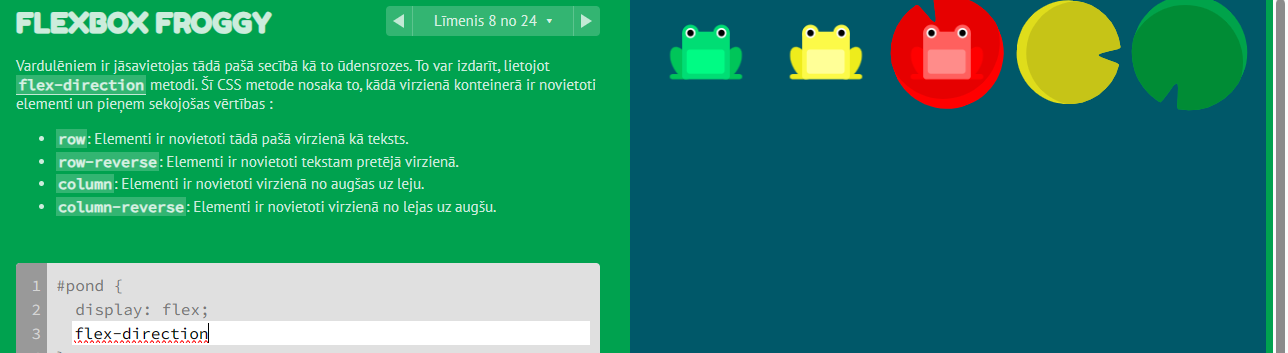 FLEXBOX FROGGY
Līmenis 8 no 24
Vardulēniem ir jāsavietojas tādā pašā secībā kā to ūdensrozes. To var izdarīt, lietojot
flex-direction metodi. Šī CSS metode nosaka to, kādā virzienā konteinerā ir novietoti
elementi un pieņem sekojošas vērtības :
• row: Elementi ir novietoti tādā pašā virzienā kā teksts.
• row-reverse: Elementi ir novietoti tekstam pretējā virzienā.
• column: Elementi ir novietoti virzienā no augšas uz leju.
• column-reverse: Elementi ir novietoti virzienā no lejas uz augšu.
1 #pond {
2 display: flex;
3 flex-direction